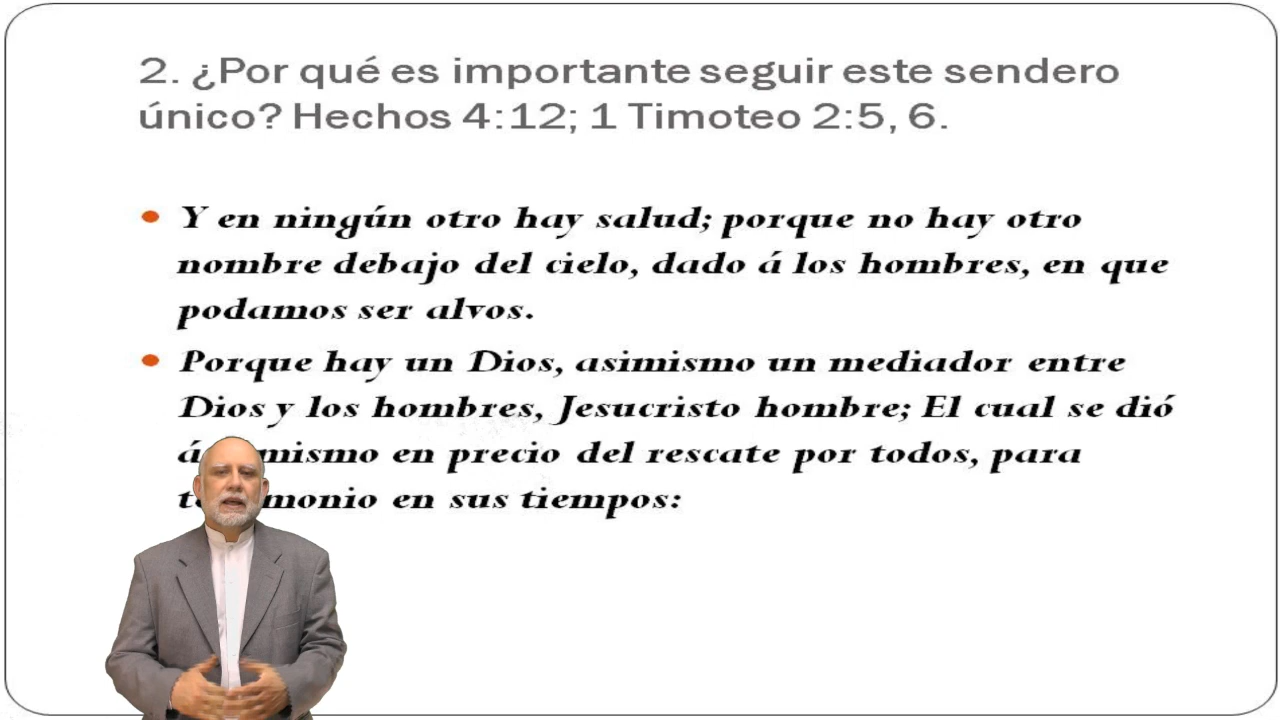 2. ¿Por qué es importante seguir este sendero
único? Hechos 4:12; 1 Timoteo 2:5, 6.
Y en ningún otro hay salud; porque no hay otro
nombre debajo del cielo, dado á los hombres, en que
podamos ser alvos.
Porque hay un Dios, asimismo un mediador entre
Dios y los hombres, Jesucristo hombre; El cual se dió
á mismo en precio del rescate por todos, para
en sus tiempos: